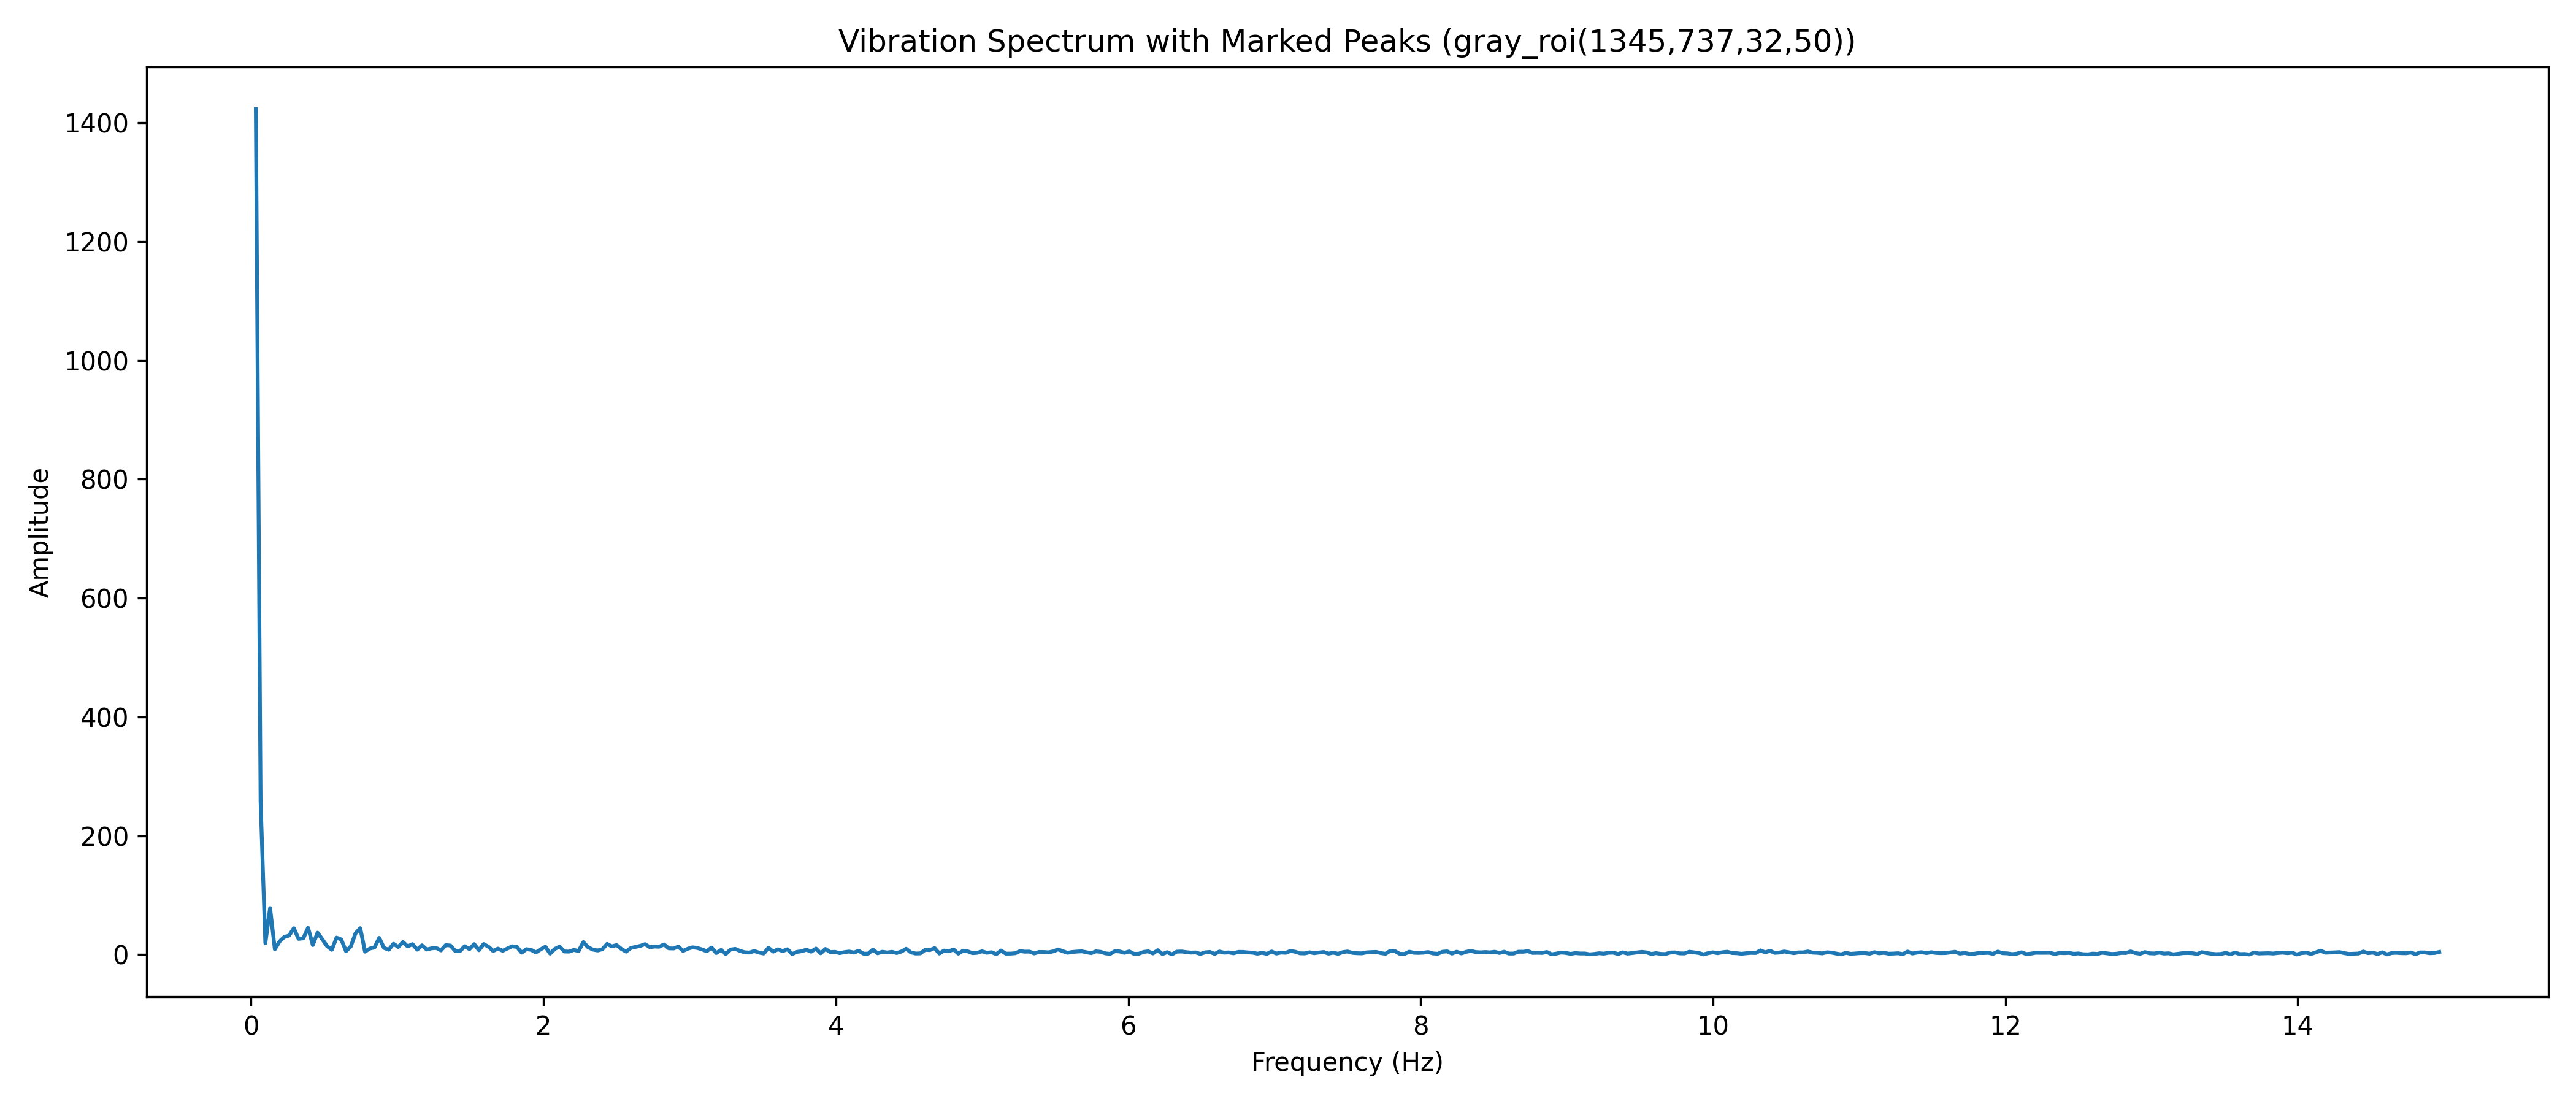 Vibration Spectrum with Marked Peaks (gray_roi(1345,737,32,50))
1400
1200
1000
800
600
400
200
0
Amplitude
0 2 4 6 8 10 12 14
Frequency (Hz)